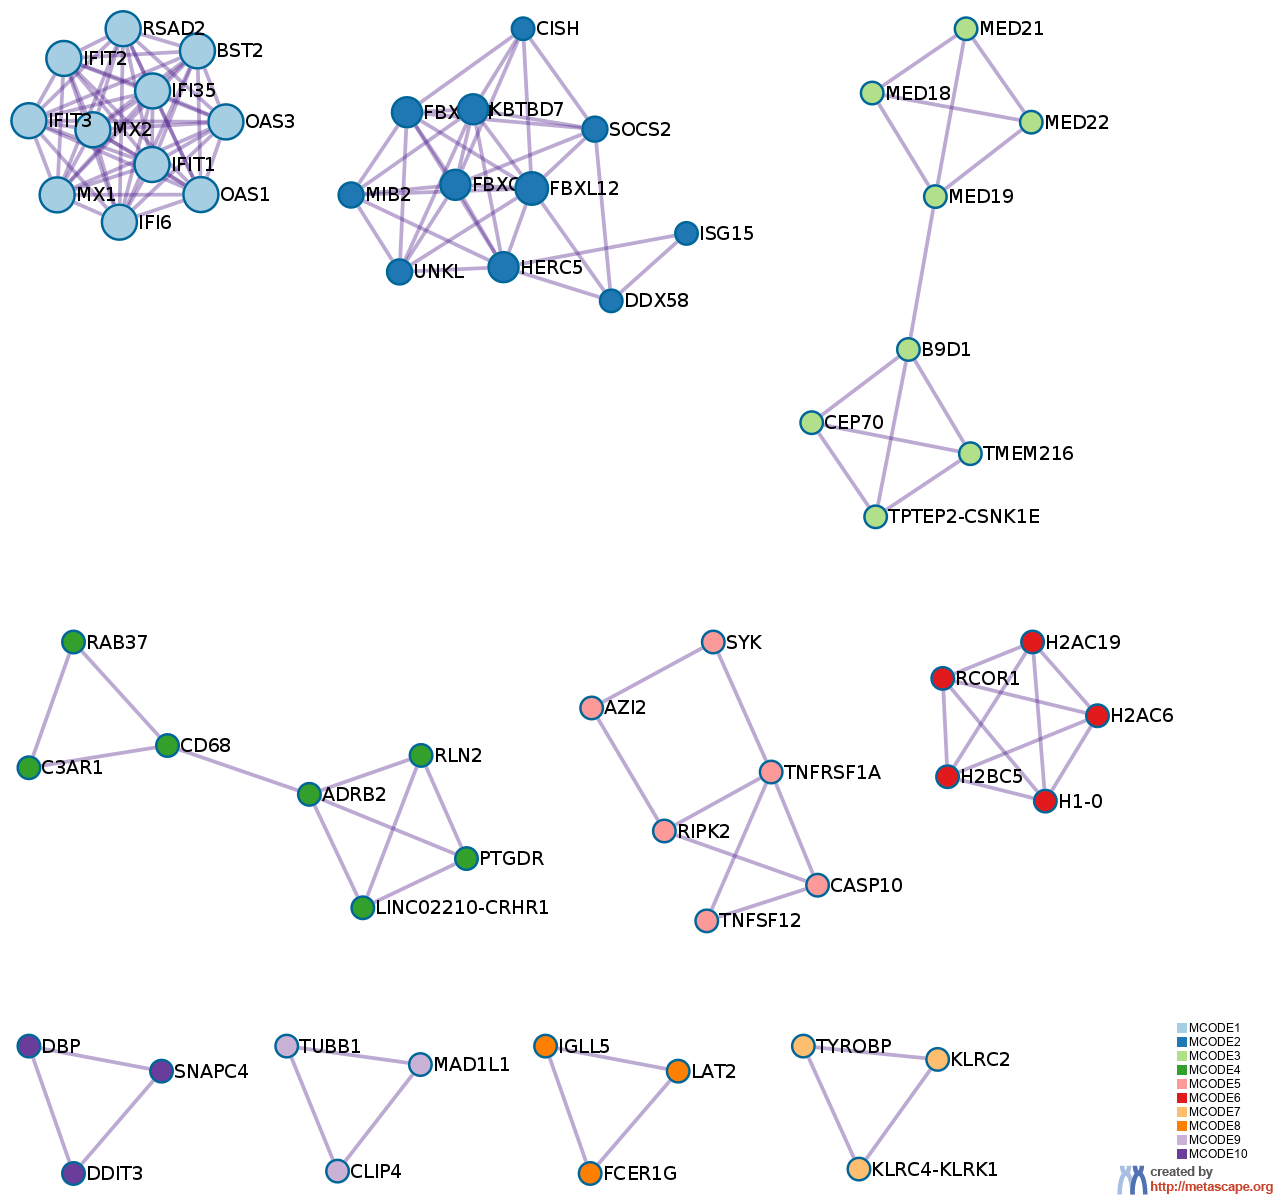 RSAD2
IFIT2
BST2
IFI35
IFIT3
MX2
OAS3
IFIT1
MX1
OAS1
IFI6
CISH
KBTBD7
SOCS2
MIB2
FBXL12
ISG15
UNKL
HERC5
DDX58
MED21
MED18
MED22
MED19
B9D1
CEP70
TMEM216
TPTEP2-CSNK1E
RAB37
CD68
C3AR1
RLN2
ADRB2
PTGDR
LINC02210-CRHR1
SYK
AZI2
TNFRSF1A
RIPK2
CASP10
TNFSF12
H2AC19
RCOR1
H2AC6
H2BC5
H1-0
DBP
SNAPC4
DDIT3
TUBB1
MAD1L1
CLIP4
IGLL5
LAT2
FCER1G
TYROBP
KLRC2
KLRC4-KLRK1
MCODE1
MCODE2
MCODE3
MCODE4
MCODE5
MCODE6
MCODE7
MCODE8
MCODE9
MCODE10
created by
http://metascape.org